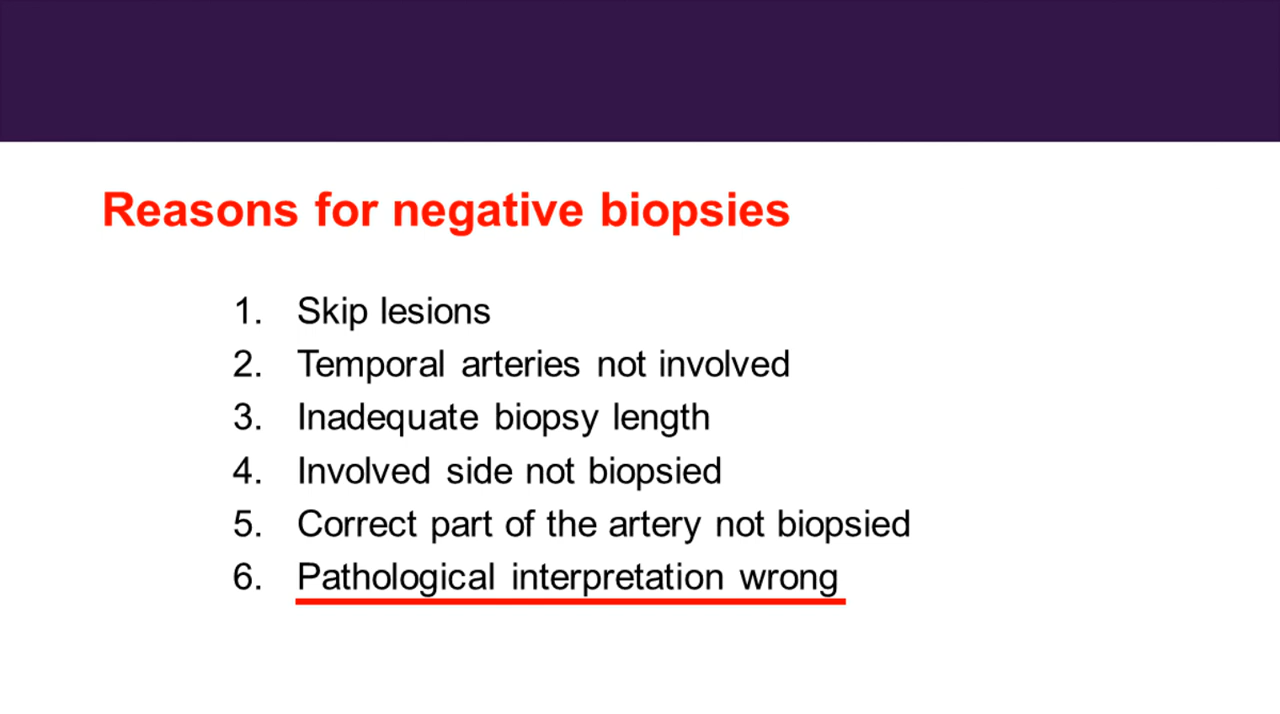 Reasons for negative biopsies
1. Skip lesions
2. Temporal arteries not involved
3. Inadequate biopsy length
4. Involved side not biopsied
5. Correct part of the artery not biopsied
6. Pathological interpretation wrong